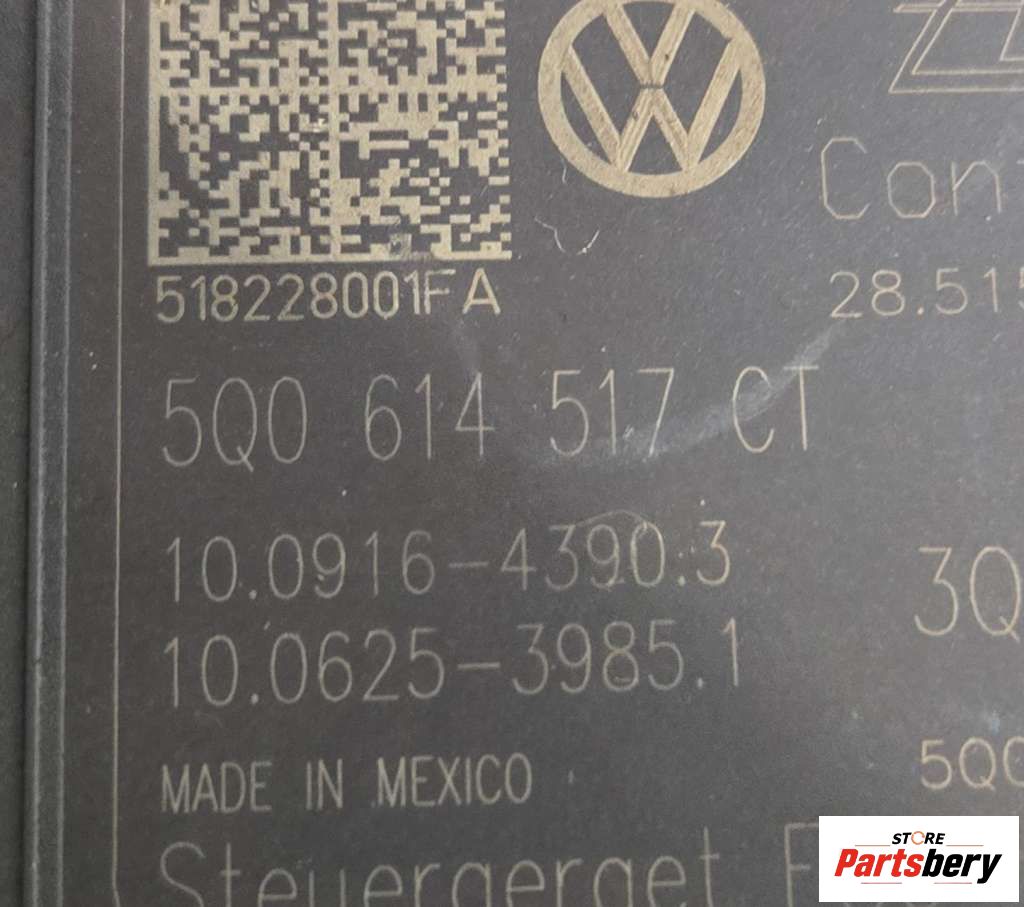 Con
518228001FA
28.515
5Q0 614 517 CT
10.0916-4390.3
3Q
10.0625-3985.1
MADE IN MEXICO
5Q0
Steuergerget
STORE
Partsbery